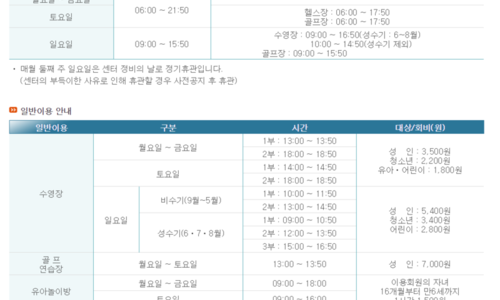 06:00 ~ 21:50
토요일
헬스장 : 06:00 ~ 17:50
골프장 : 06:00 ~ 17:50
일요일
09:00 ~ 15:50
수영장 : 09:00 ~ 16:50(성수기 : 6~8월)
10:00 ~ 14:50(성수기 제외)
골프장 : 09:00 ~ 15:50
• 매월 둘째 주 일요일은 센터 정비의 날로 정기휴관입니다.
(센터의 부득이한 사유로 인해 휴관할 경우 사전공지 후 휴관)
일반이용 안내
일반이용 구분 시간 대상/회비(원)
수영장
월요일 ~ 금요일
1부 : 13:00 ~ 13:50
2부 : 18:00 ~ 18:50
토요일
1부 : 14:00 ~ 14:50
2부 : 18:00 ~ 18:50
성 인 : 3,500원
청소년 : 2,200원
유아·어린이 : 1,800원
일요일
비수기(9월~5월)
1부 : 10:00 ~ 11:50
2부 : 13:00 ~ 14:50
성수기(6·7·8월)
1부 : 09:00 ~ 10:50
2부 : 12:00 ~ 13:50
3부 : 15:00 ~ 16:50
성 인 : 5,400원
청소년 : 3,400원
어린이 : 2,800원
골 프
연습장
월요일 ~ 토요일
13:00 ~ 13:50
성 인 : 7,000원
유아놀이방
월요일 ~ 금요일
09:00 ~ 18:00
이용회원의 자녀
16개월부터 만6세까지
토요일
09:00 ~ 16:00